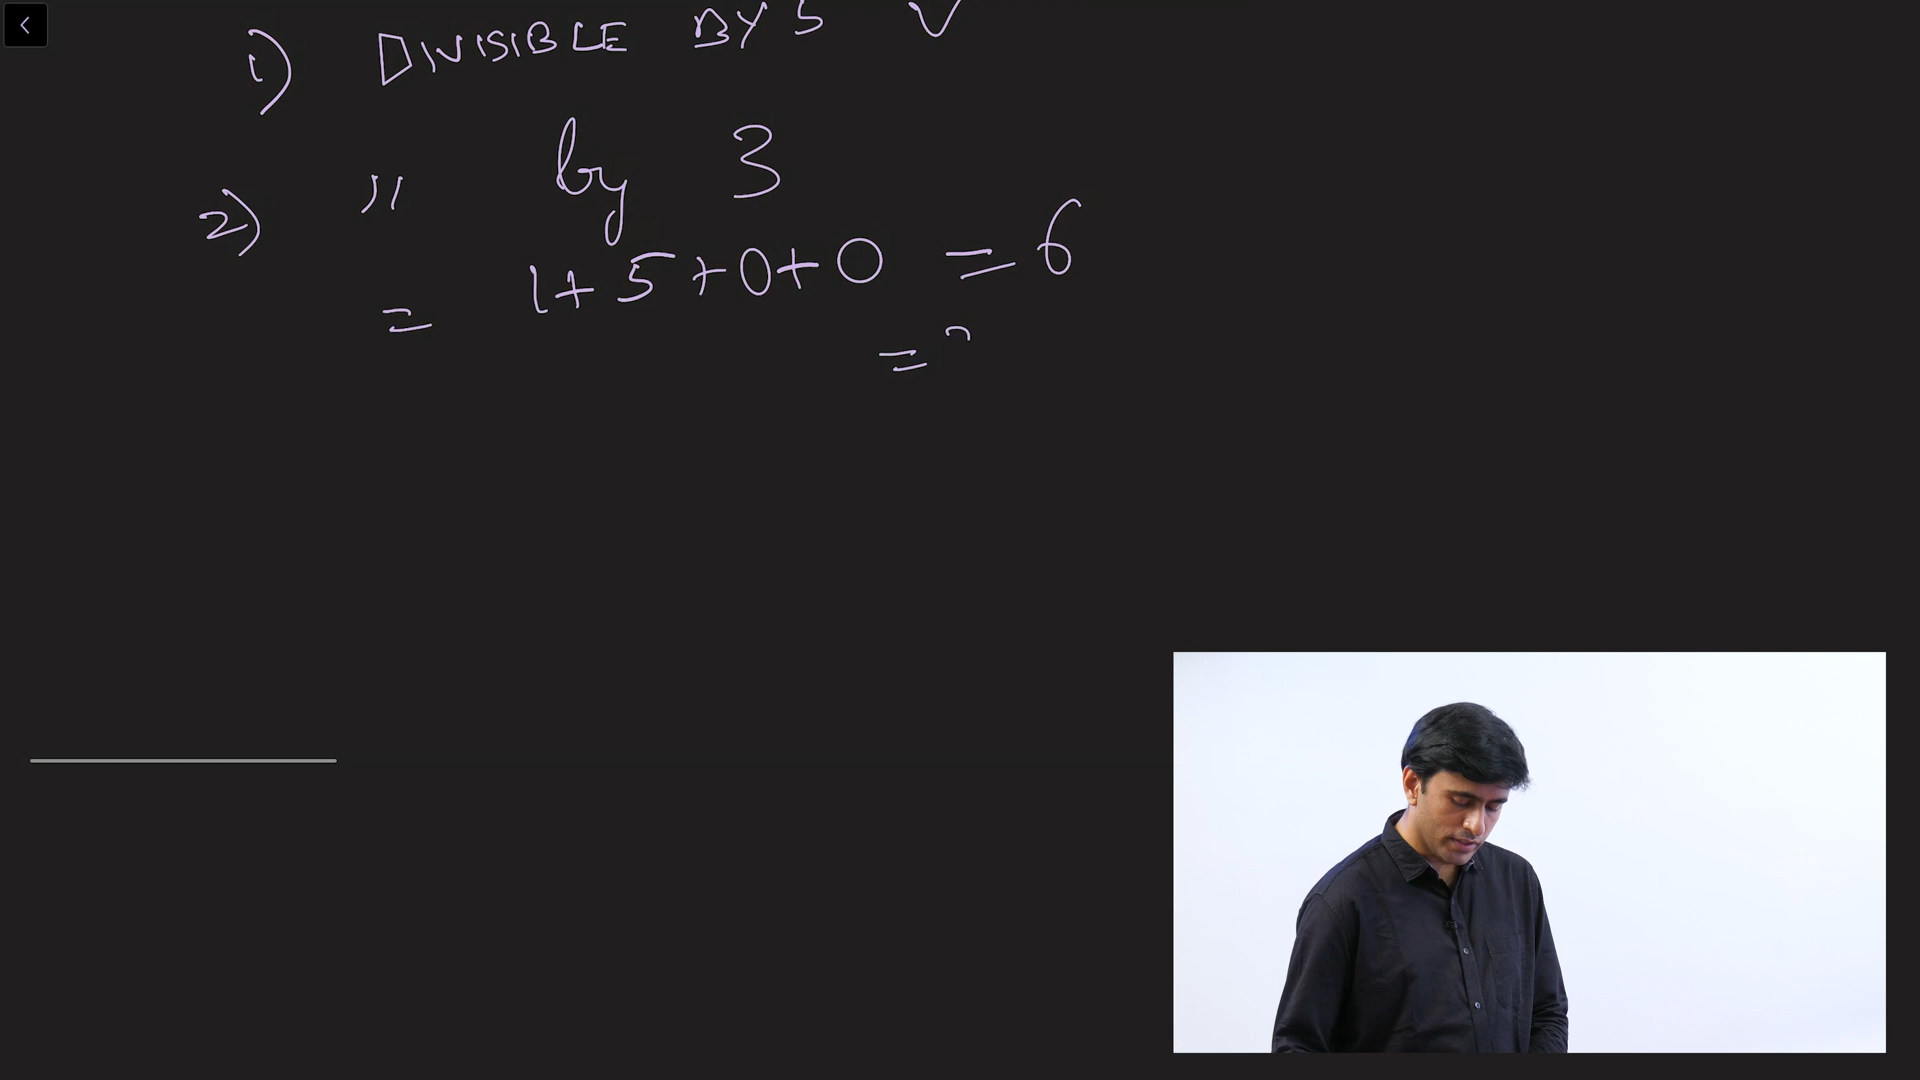 1) DIVISIBLE BY 5 √
2) " by 3
= 1+5+0+0 = 6
=